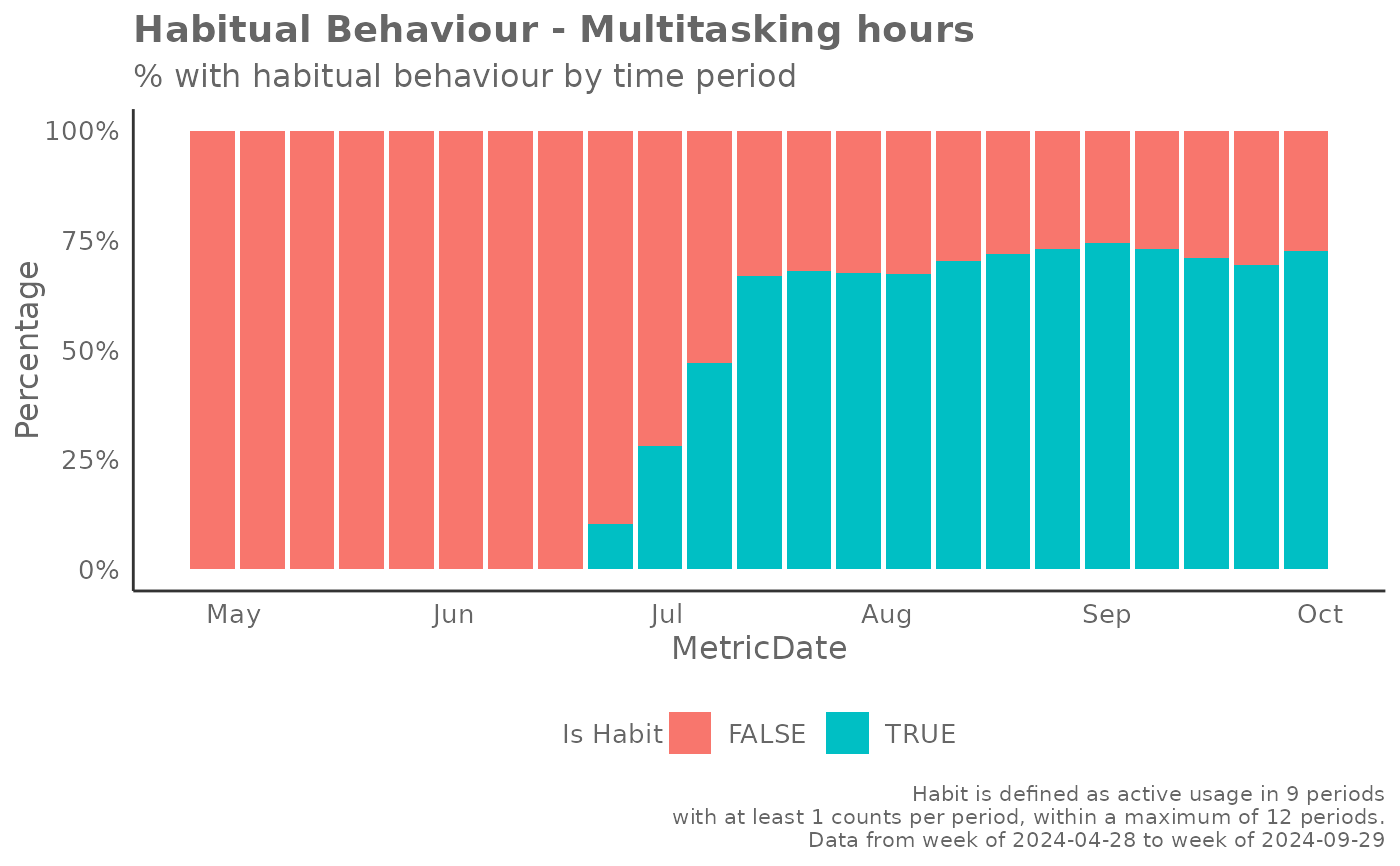 Habitual Behaviour - Multitasking hours
% with habitual behaviour by time period
100%
75%
50%
25%
0%
Percentage
May Jun Jul Aug Sep Oct
MetricDate
Is Habit FALSE TRUE
Habit is defined as active usage in 9 periods
with at least 1 counts per period, within a maximum of 12 periods.
Data from week of 2024-04-28 to week of 2024-09-29